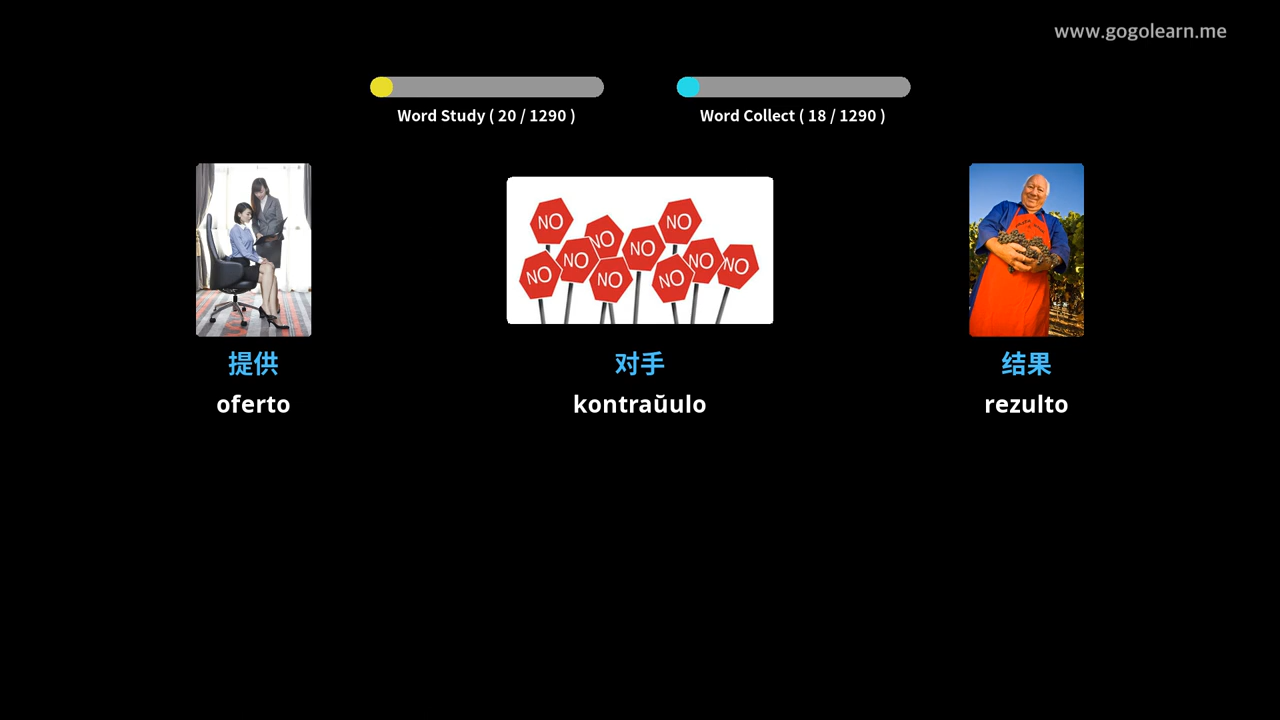 www.gogolearn.me
Word Study ( 20 / 1290 )
Word Collect ( 18 / 1290 )
NO
NO
NO
NO
NO
NO
NO
NO
NO
NO
提供
对手
结果
oferto
kontraŭulo
rezulto